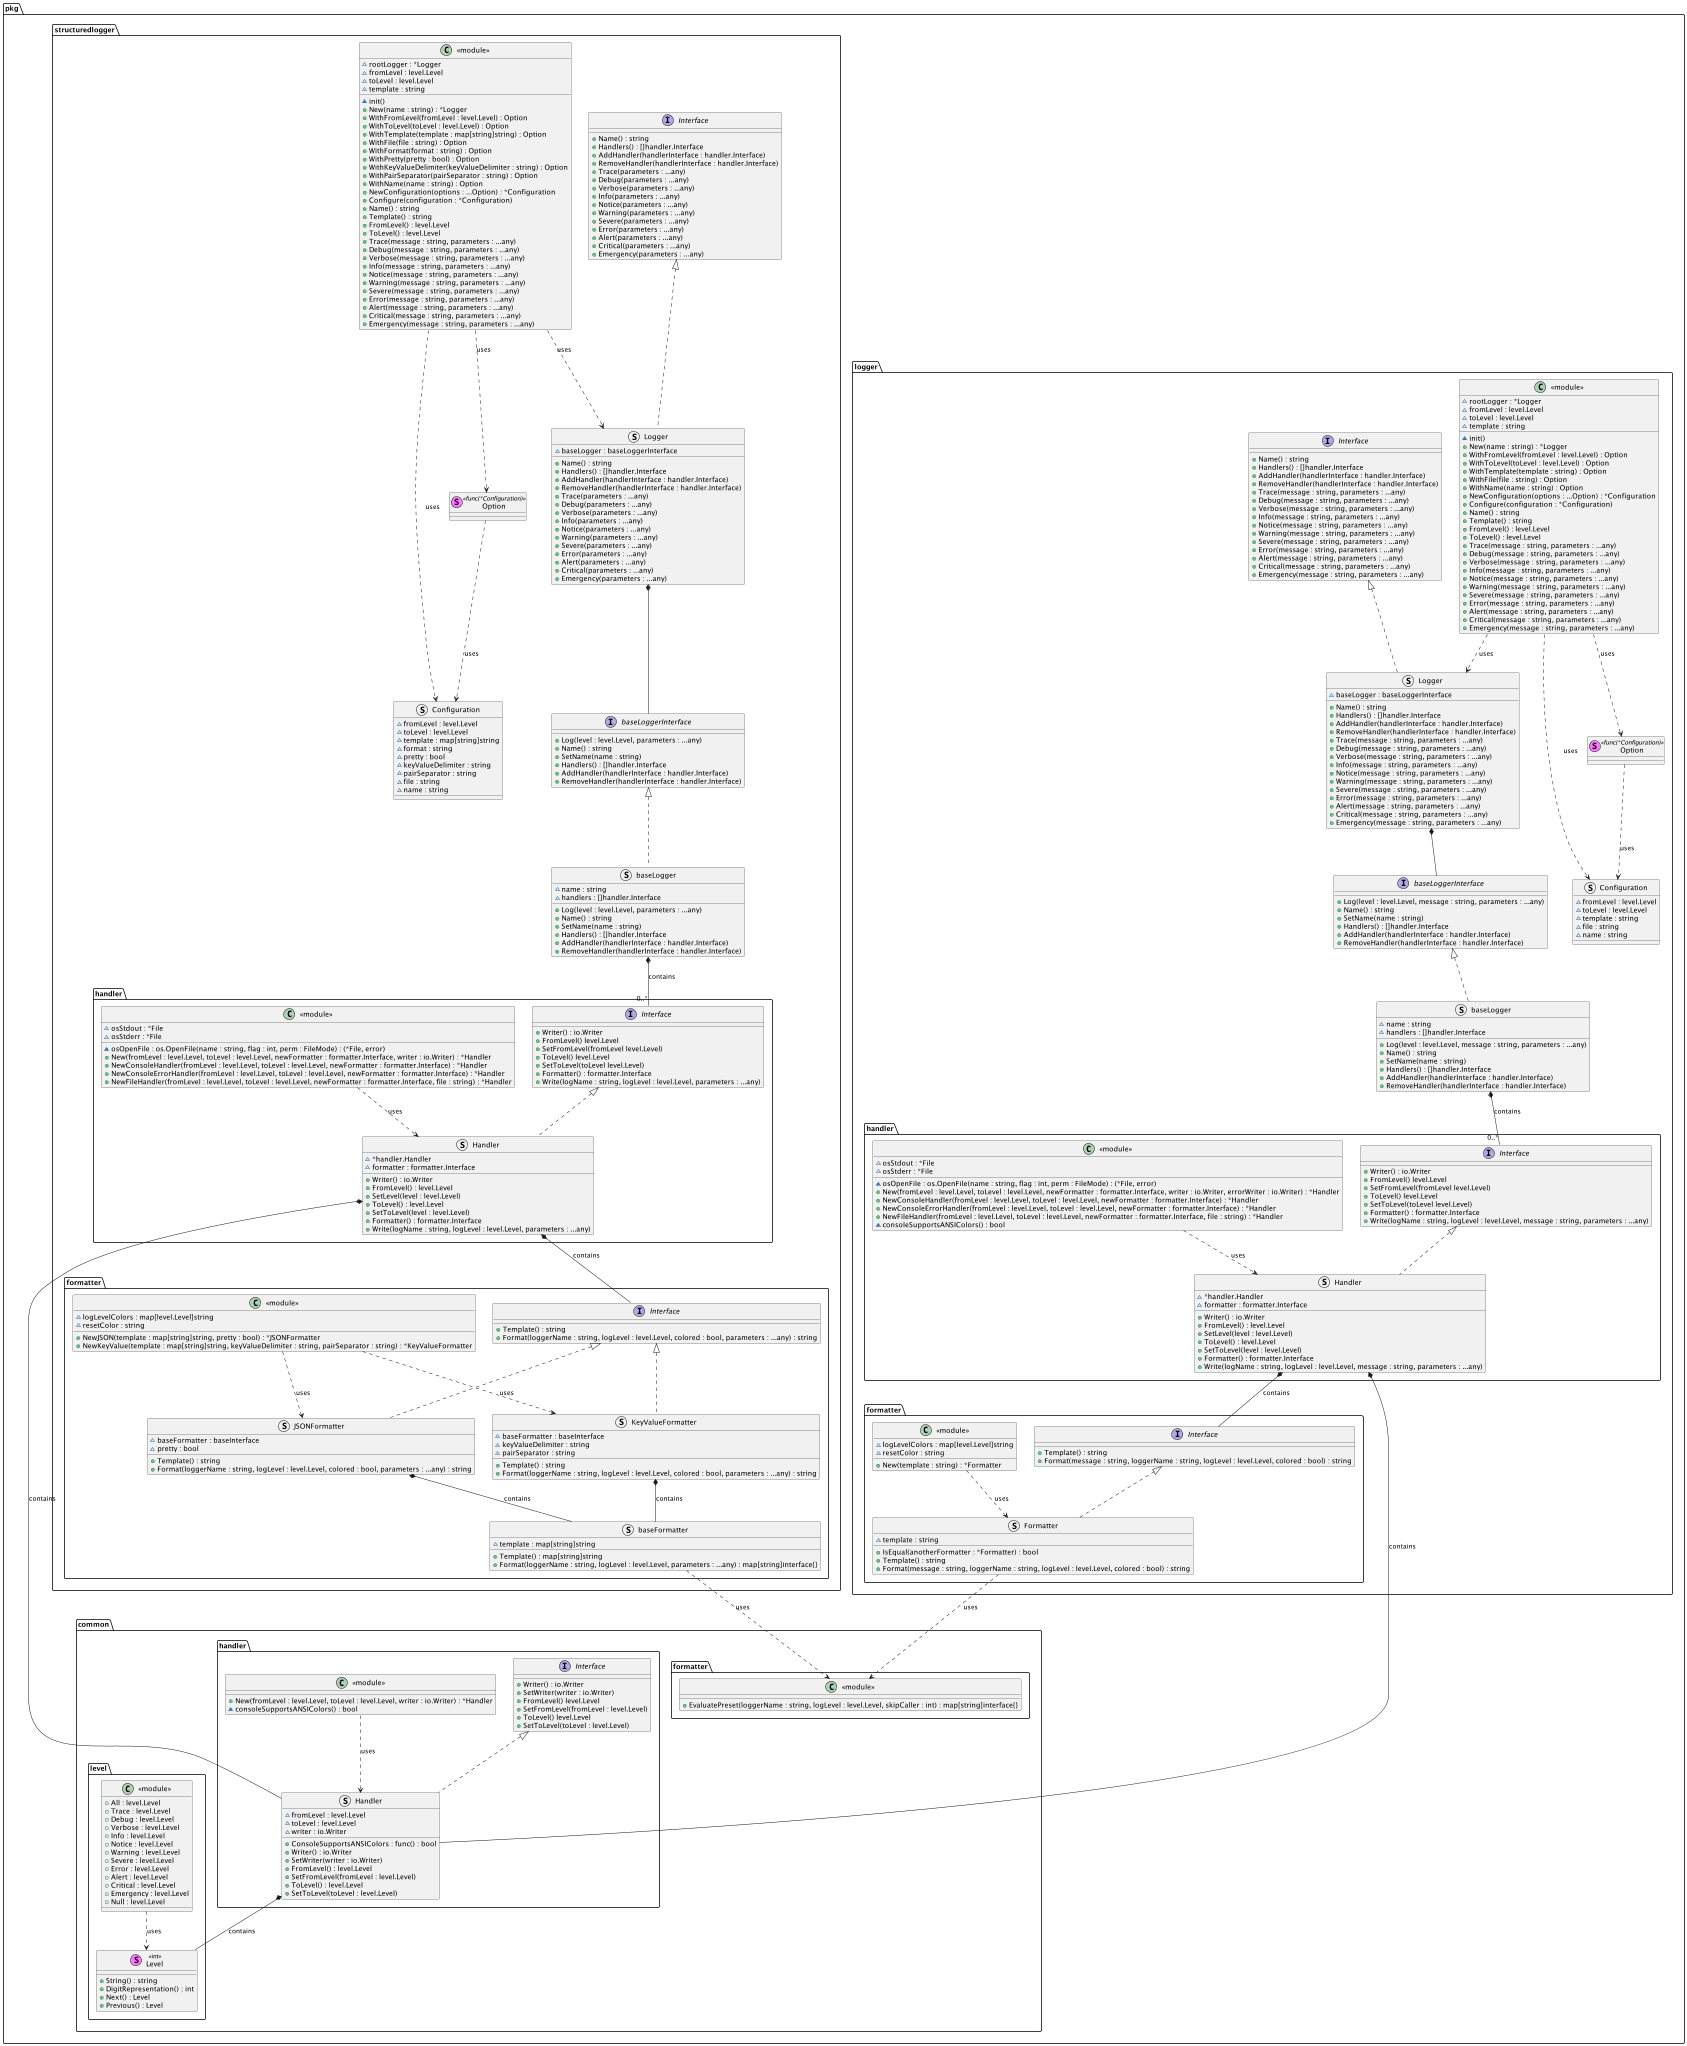 pkg
structuredlogger
C «module»
rootLogger : *Logger
fromLevel : level.Level
toLevel : level.Level
template : string
init()
New(name : string) : *Logger
WithFromLevel(fromLevel : level.Level) : Option
WithToLevel(toLevel : level.Level) : Option
WithTemplate(template : map[string]string) : Option
WithFile(file : string) : Option
WithFormat(format : string) : Option
WithPretty(pretty : bool) : Option
WithKeyValueDelimiter(keyValueDelimiter : string) : Option
WithPairSeparator(pairSeparator : string) : Option
WithName(name : string) : Option
NewConfiguration(options : ...Option) : *Configuration
Configure(configuration : *Configuration)
Name() : string
Template() : string
FromLevel() : level.Level
ToLevel() : level.Level
Trace(message : string, parameters : ...any)
Debug(message : string, parameters : ...any)
Verbose(message : string, parameters : ...any)
Info(message : string, parameters : ...any)
Notice(message : string, parameters : ...any)
Warning(message : string, parameters : ...any)
Severe(message : string, parameters : ...any)
Error(message : string, parameters : ...any)
Alert(message : string, parameters : ...any)
Critical(message : string, parameters : ...any)
Emergency(message : string, parameters : ...any)
I Interface
Name() : string
Handlers() : []handler.Interface
AddHandler(handlerInterface : handler.Interface)
RemoveHandler(handlerInterface : handler.Interface)
Trace(parameters : ...any)
Debug(parameters : ...any)
Verbose(parameters : ...any)
Info(parameters : ...any)
Notice(parameters : ...any)
Warning(parameters : ...any)
Severe(parameters : ...any)
Error(parameters : ...any)
Alert(parameters : ...any)
Critical(parameters : ...any)
Emergency(parameters : ...any)
uses
uses
uses
S Logger
baseLogger : baseLoggerInterface
Name() : string
Handlers() : []handler.Interface
AddHandler(handlerInterface : handler.Interface)
RemoveHandler(handlerInterface : handler.Interface)
Trace(parameters : ...any)
Debug(parameters : ...any)
Verbose(parameters : ...any)
Info(parameters : ...any)
Notice(parameters : ...any)
Warning(parameters : ...any)
Severe(parameters : ...any)
Error(parameters : ...any)
Alert(parameters : ...any)
Critical(parameters : ...any)
Emergency(parameters : ...any)
S «func(*Configuration)»
Option
uses
S Configuration
fromLevel : level.Level
toLevel : level.Level
template : map[string]string
format : string
pretty : bool
keyValueDelimiter : string
pairSeparator : string
file : string
name : string
I baseLoggerInterface
Log(level : level.Level, parameters : ...any)
Name() : string
SetName(name : string)
Handlers() : []handler.Interface
AddHandler(handlerInterface : handler.Interface)
RemoveHandler(handlerInterface : handler.Interface)
S baseLogger
name : string
handlers : []handler.Interface
Log(level : level.Level, parameters : ...any)
Name() : string
SetName(name : string)
Handlers() : []handler.Interface
AddHandler(handlerInterface : handler.Interface)
RemoveHandler(handlerInterface : handler.Interface)
contains
0..*
handler
C «module»
osStdout : *File
osStderr : *File
osOpenFile : os.OpenFile(name : string, flag : int, perm : FileMode) : (*File, error)
New(fromLevel : level.Level, toLevel : level.Level, newFormatter : formatter.Interface, writer : io.Writer) : *Handler
NewConsoleHandler(fromLevel : level.Level, toLevel : level.Level, newFormatter : formatter.Interface) : *Handler
NewConsoleErrorHandler(fromLevel : level.Level, toLevel : level.Level, newFormatter : formatter.Interface) : *Handler
NewFileHandler(fromLevel : level.Level, toLevel : level.Level, newFormatter : formatter.Interface, file : string) : *Handler
I Interface
Writer() : io.Writer
FromLevel() level.Level
SetFromLevel(fromLevel level.Level)
ToLevel() level.Level
SetToLevel(toLevel level.Level)
Formatter() : formatter.Interface
Write(logName : string, logLevel : level.Level, parameters : ...any)
uses
S Handler
*handler.Handler
formatter : formatter.Interface
Writer() : io.Writer
FromLevel() : level.Level
SetLevel(level : level.Level)
ToLevel() : level.Level
SetToLevel(level : level.Level)
Formatter() : formatter.Interface
Write(logName : string, logLevel : level.Level, parameters : ...any)
contains
formatter
C «module»
logLevelColors : map[level.Level]string
resetColor : string
NewJSON(template : map[string]string, pretty : bool) : *JSONFormatter
NewKeyValue(template : map[string]string, keyValueDelimiter : string, pairSeparator : string) : *KeyValueFormatter
I Interface
Template() : string
Format(loggerName : string, logLevel : level.Level, colored : bool, parameters : ...any) : string
uses
uses
S JSONFormatter
baseFormatter : baseInterface
pretty : bool
Template() : string
Format(loggerName : string, logLevel : level.Level, colored : bool, parameters : ...any) : string
S KeyValueFormatter
baseFormatter : baseInterface
keyValueDelimiter : string
pairSeparator : string
Template() : string
Format(loggerName : string, logLevel : level.Level, colored : bool, parameters : ...any) : string
contains
contains
contains
S baseFormatter
template : map[string]string
Template() : map[string]string
Format(loggerName : string, logLevel : level.Level, parameters : ...any) : map[string]interface{}
uses
logger
C «module»
rootLogger : *Logger
fromLevel : level.Level
toLevel : level.Level
template : string
init()
New(name : string) : *Logger
WithFromLevel(fromLevel : level.Level) : Option
WithToLevel(toLevel : level.Level) : Option
WithTemplate(template : string) : Option
WithFile(file : string) : Option
WithName(name : string) : Option
NewConfiguration(options : ...Option) : *Configuration
Configure(configuration : *Configuration)
Name() : string
Template() : string
FromLevel() : level.Level
ToLevel() : level.Level
Trace(message : string, parameters : ...any)
Debug(message : string, parameters : ...any)
Verbose(message : string, parameters : ...any)
Info(message : string, parameters : ...any)
Notice(message : string, parameters : ...any)
Warning(message : string, parameters : ...any)
Severe(message : string, parameters : ...any)
Error(message : string, parameters : ...any)
Alert(message : string, parameters : ...any)
Critical(message : string, parameters : ...any)
Emergency(message : string, parameters : ...any)
I Interface
Name() : string
Handlers() : []handler.Interface
AddHandler(handlerInterface : handler.Interface)
RemoveHandler(handlerInterface : handler.Interface)
Trace(message : string, parameters : ...any)
Debug(message : string, parameters : ...any)
Verbose(message : string, parameters : ...any)
Info(message : string, parameters : ...any)
Notice(message : string, parameters : ...any)
Warning(message : string, parameters : ...any)
Severe(message : string, parameters : ...any)
Error(message : string, parameters : ...any)
Alert(message : string, parameters : ...any)
Critical(message : string, parameters : ...any)
Emergency(message : string, parameters : ...any)
uses
uses
uses
S Logger
baseLogger : baseLoggerInterface
Name() : string
Handlers() : []handler.Interface
AddHandler(handlerInterface : handler.Interface)
RemoveHandler(handlerInterface : handler.Interface)
Trace(message : string, parameters : ...any)
Debug(message : string, parameters : ...any)
Verbose(message : string, parameters : ...any)
Info(message : string, parameters : ...any)
Notice(message : string, parameters : ...any)
Warning(message : string, parameters : ...any)
Severe(message : string, parameters : ...any)
Error(message : string, parameters : ...any)
Alert(message : string, parameters : ...any)
Critical(message : string, parameters : ...any)
Emergency(message : string, parameters : ...any)
S «func(*Configuration)»
Option
uses
I baseLoggerInterface
Log(level : level.Level, message : string, parameters : ...any)
Name() : string
SetName(name : string)
Handlers() : []handler.Interface
AddHandler(handlerInterface : handler.Interface)
RemoveHandler(handlerInterface : handler.Interface)
S Configuration
fromLevel : level.Level
toLevel : level.Level
template : string
file : string
name : string
S baseLogger
name : string
handlers : []handler.Interface
Log(level : level.Level, message : string, parameters : ...any)
Name() : string
SetName(name : string)
Handlers() : []handler.Interface
AddHandler(handlerInterface : handler.Interface)
RemoveHandler(handlerInterface : handler.Interface)
contains
0..*
handler
C «module»
osStdout : *File
osStderr : *File
osOpenFile : os.OpenFile(name : string, flag : int, perm : FileMode) : (*File, error)
New(fromLevel : level.Level, toLevel : level.Level, newFormatter : formatter.Interface, writer : io.Writer, errorWriter : io.Writer) : *Handler
NewConsoleHandler(fromLevel : level.Level, toLevel : level.Level, newFormatter : formatter.Interface) : *Handler
NewConsoleErrorHandler(fromLevel : level.Level, toLevel : level.Level, newFormatter : formatter.Interface) : *Handler
NewFileHandler(fromLevel : level.Level, toLevel : level.Level, newFormatter : formatter.Interface, file : string) : *Handler
consoleSupportsANSIColors() : bool
I Interface
Writer() : io.Writer
FromLevel() level.Level
SetFromLevel(fromLevel level.Level)
ToLevel() level.Level
SetToLevel(toLevel level.Level)
Formatter() : formatter.Interface
Write(logName : string, logLevel : level.Level, message : string, parameters : ...any)
uses
S Handler
*handler.Handler
formatter : formatter.Interface
Writer() : io.Writer
FromLevel() : level.Level
SetLevel(level : level.Level)
ToLevel() : level.Level
SetToLevel(level : level.Level)
Formatter() : formatter.Interface
Write(logName : string, logLevel : level.Level, message : string, parameters : ...any)
contains
formatter
C «module»
logLevelColors : map[level.Level]string
resetColor : string
New(template : string) : *Formatter
I Interface
Template() : string
Format(message : string, loggerName : string, logLevel : level.Level, colored : bool) : string
uses
S Formatter
template : string
IsEqual(anotherFormatter : *Formatter) : bool
Template() : string
Format(message : string, loggerName : string, logLevel : level.Level, colored : bool) : string
contains
uses
common
handler
C «module»
New(fromLevel : level.Level, toLevel : level.Level, writer : io.Writer) : *Handler
consoleSupportsANSIColors() : bool
I Interface
Writer() : io.Writer
SetWriter(writer : io.Writer)
FromLevel() level.Level
SetFromLevel(fromLevel : level.Level)
ToLevel() level.Level
SetToLevel(toLevel : level.Level)
uses
S Handler
fromLevel : level.Level
toLevel : level.Level
writer : io.Writer
ConsoleSupportsANSIColors : func() : bool
Writer() : io.Writer
SetWriter(writer : io.Writer)
FromLevel() : level.Level
SetFromLevel(fromLevel : level.Level)
ToLevel() : level.Level
SetToLevel(toLevel : level.Level)
formatter
C «module»
EvaluatePreset(loggerName : string, logLevel : level.Level, skipCaller : int) : map[string]interface{}
level
C «module»
All : level.Level
Trace : level.Level
Debug : level.Level
Verbose : level.Level
Info : level.Level
Notice : level.Level
Warning : level.Level
Severe : level.Level
Error : level.Level
Alert : level.Level
Critical : level.Level
Emergency : level.Level
Null : level.Level
uses
contains
S «int»
Level
String() : string
DigitRepresentation() : int
Next() : Level
Previous() : Level